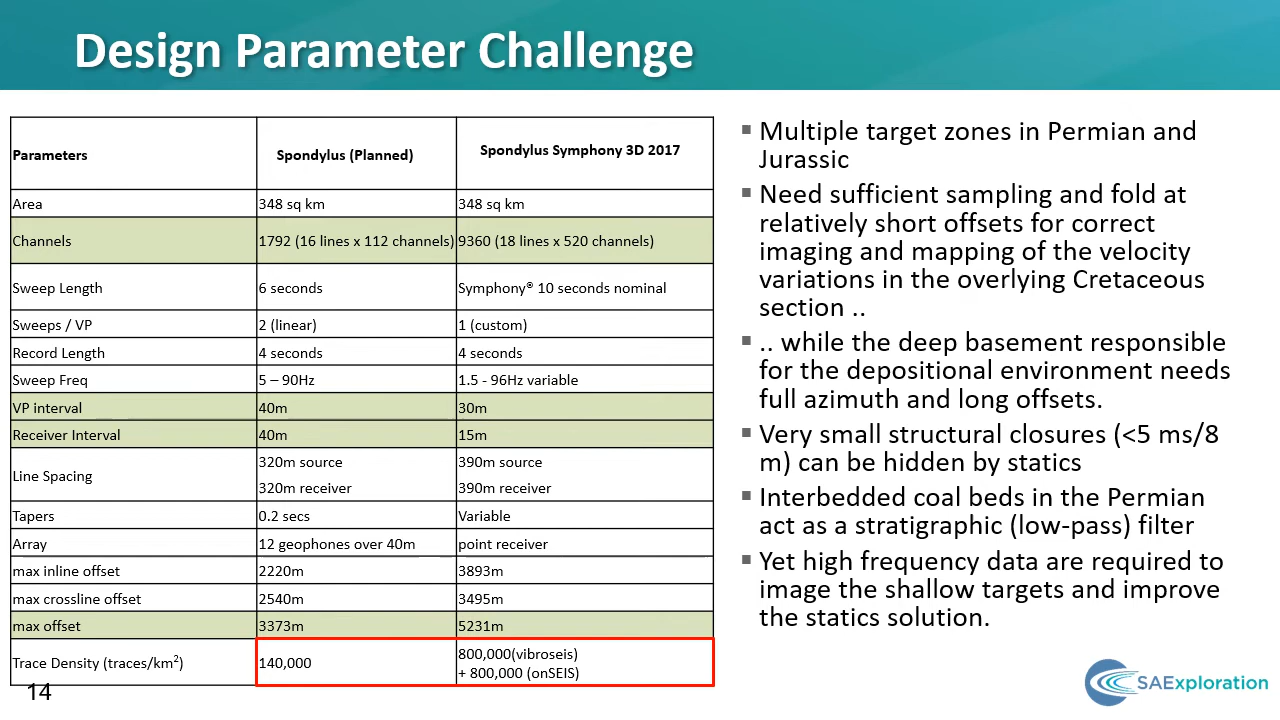 Design Parameter Challenge
Parameters Spondylus (Planned) Spondylus Symphony 3D 2017
Area 348 sq km 348 sq km
Channels 1792 (16 lines x 112 channels) 9360 (18 lines x 520 channels)
Sweep Length 6 seconds Symphony® 10 seconds nominal
Sweeps / VP 2 (linear) 1 (custom)
Record Length 4 seconds 4 seconds
Sweep Freq 5 – 90Hz 1.5 - 96Hz variable
VP interval 40m 30m
Receiver Interval 40m 15m
Line Spacing 320m source 390m source
320m receiver 390m receiver
Tapers 0.2 secs Variable
Array 12 geophones over 40m point receiver
max inline offset 2220m 3893m
max crossline offset 2540m 3495m
max offset 3373m 5231m
Trace Density (traces/km²) 140,000 800,000(vibroseis)
+ 800,000 (onSEIS)
▪ Multiple target zones in Permian and
Jurassic
▪ Need sufficient sampling and fold at
relatively short offsets for correct
imaging and mapping of the velocity
variations in the overlying Cretaceous
section ..
▪ .. while the deep basement responsible
for the depositional environment needs
full azimuth and long offsets.
▪ Very small structural closures (<5 ms/8
m) can be hidden by statics
▪ Interbedded coal beds in the Permian
act as a stratigraphic (low-pass) filter
▪ Yet high frequency data are required to
image the shallow targets and improve
the statics solution.
14
SAExploration